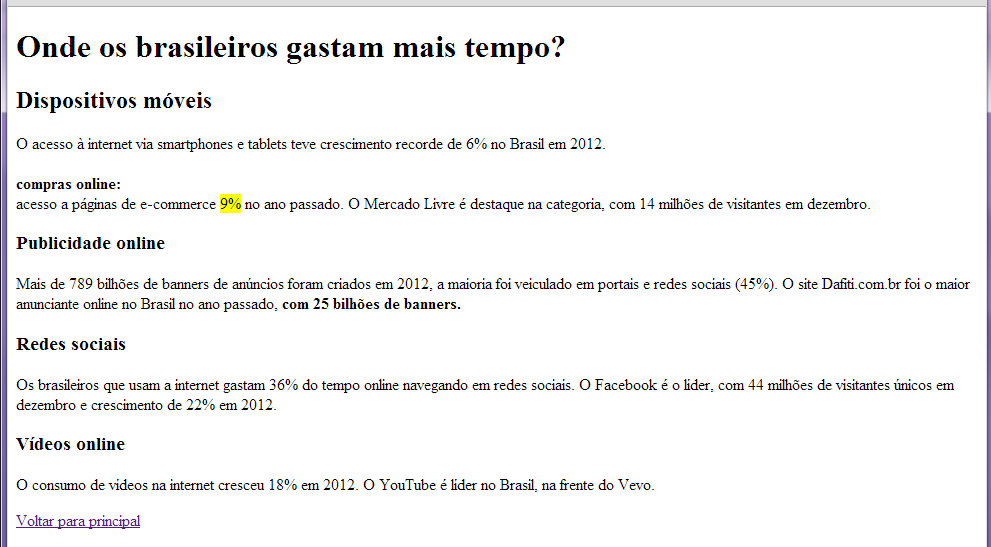 Onde os brasileiros gastam mais tempo?
Dispositivos móveis
O acesso à internet via smartphones e tablets teve crescimento recorde de 6% no Brasil em 2012.
compras online:
acesso a páginas de e-commerce 9% no ano passado. O Mercado Livre é destaque na categoria, com 14 milhões de visitantes em dezembro.
Publicidade online
Mais de 789 bilhões de banners de anúncios foram criados em 2012, a maioria foi veiculado em portais e redes sociais (45%). O site Dafiti.com.br foi o maior
anunciante online no Brasil no ano passado, com 25 bilhões de banners.
Redes sociais
Os brasileiros que usam a internet gastam 36% do tempo online navegando em redes sociais. O Facebook é o líder, com 44 milhões de visitantes únicos em
dezembro e crescimento de 22% em 2012.
Vídeos online
O consumo de vídeos na internet cresceu 18% em 2012. O YouTube é líder no Brasil, na frente do Vevo.
Voltar para principal